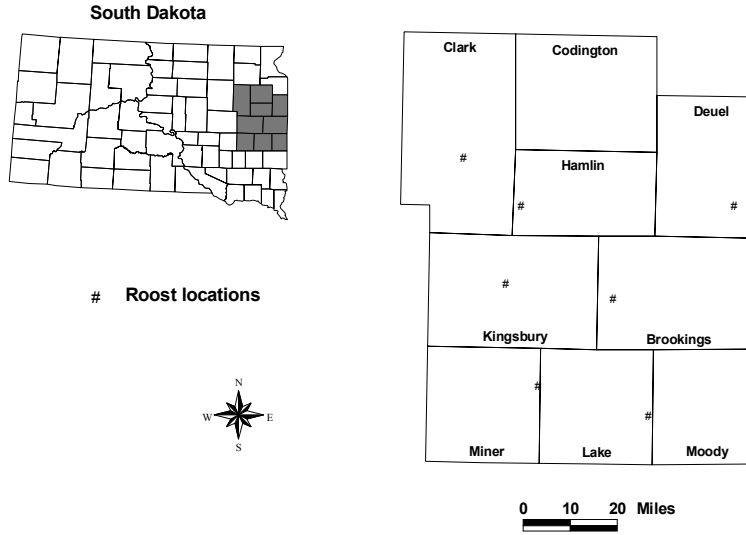 South Dakota
# Roost locations
N
W E
S
Clark
Codington
Deuel
#
Hamlin
#
#
#
#
Kingsbury
Brookings
#
#
Miner
Lake
Moody
0 10 20 Miles